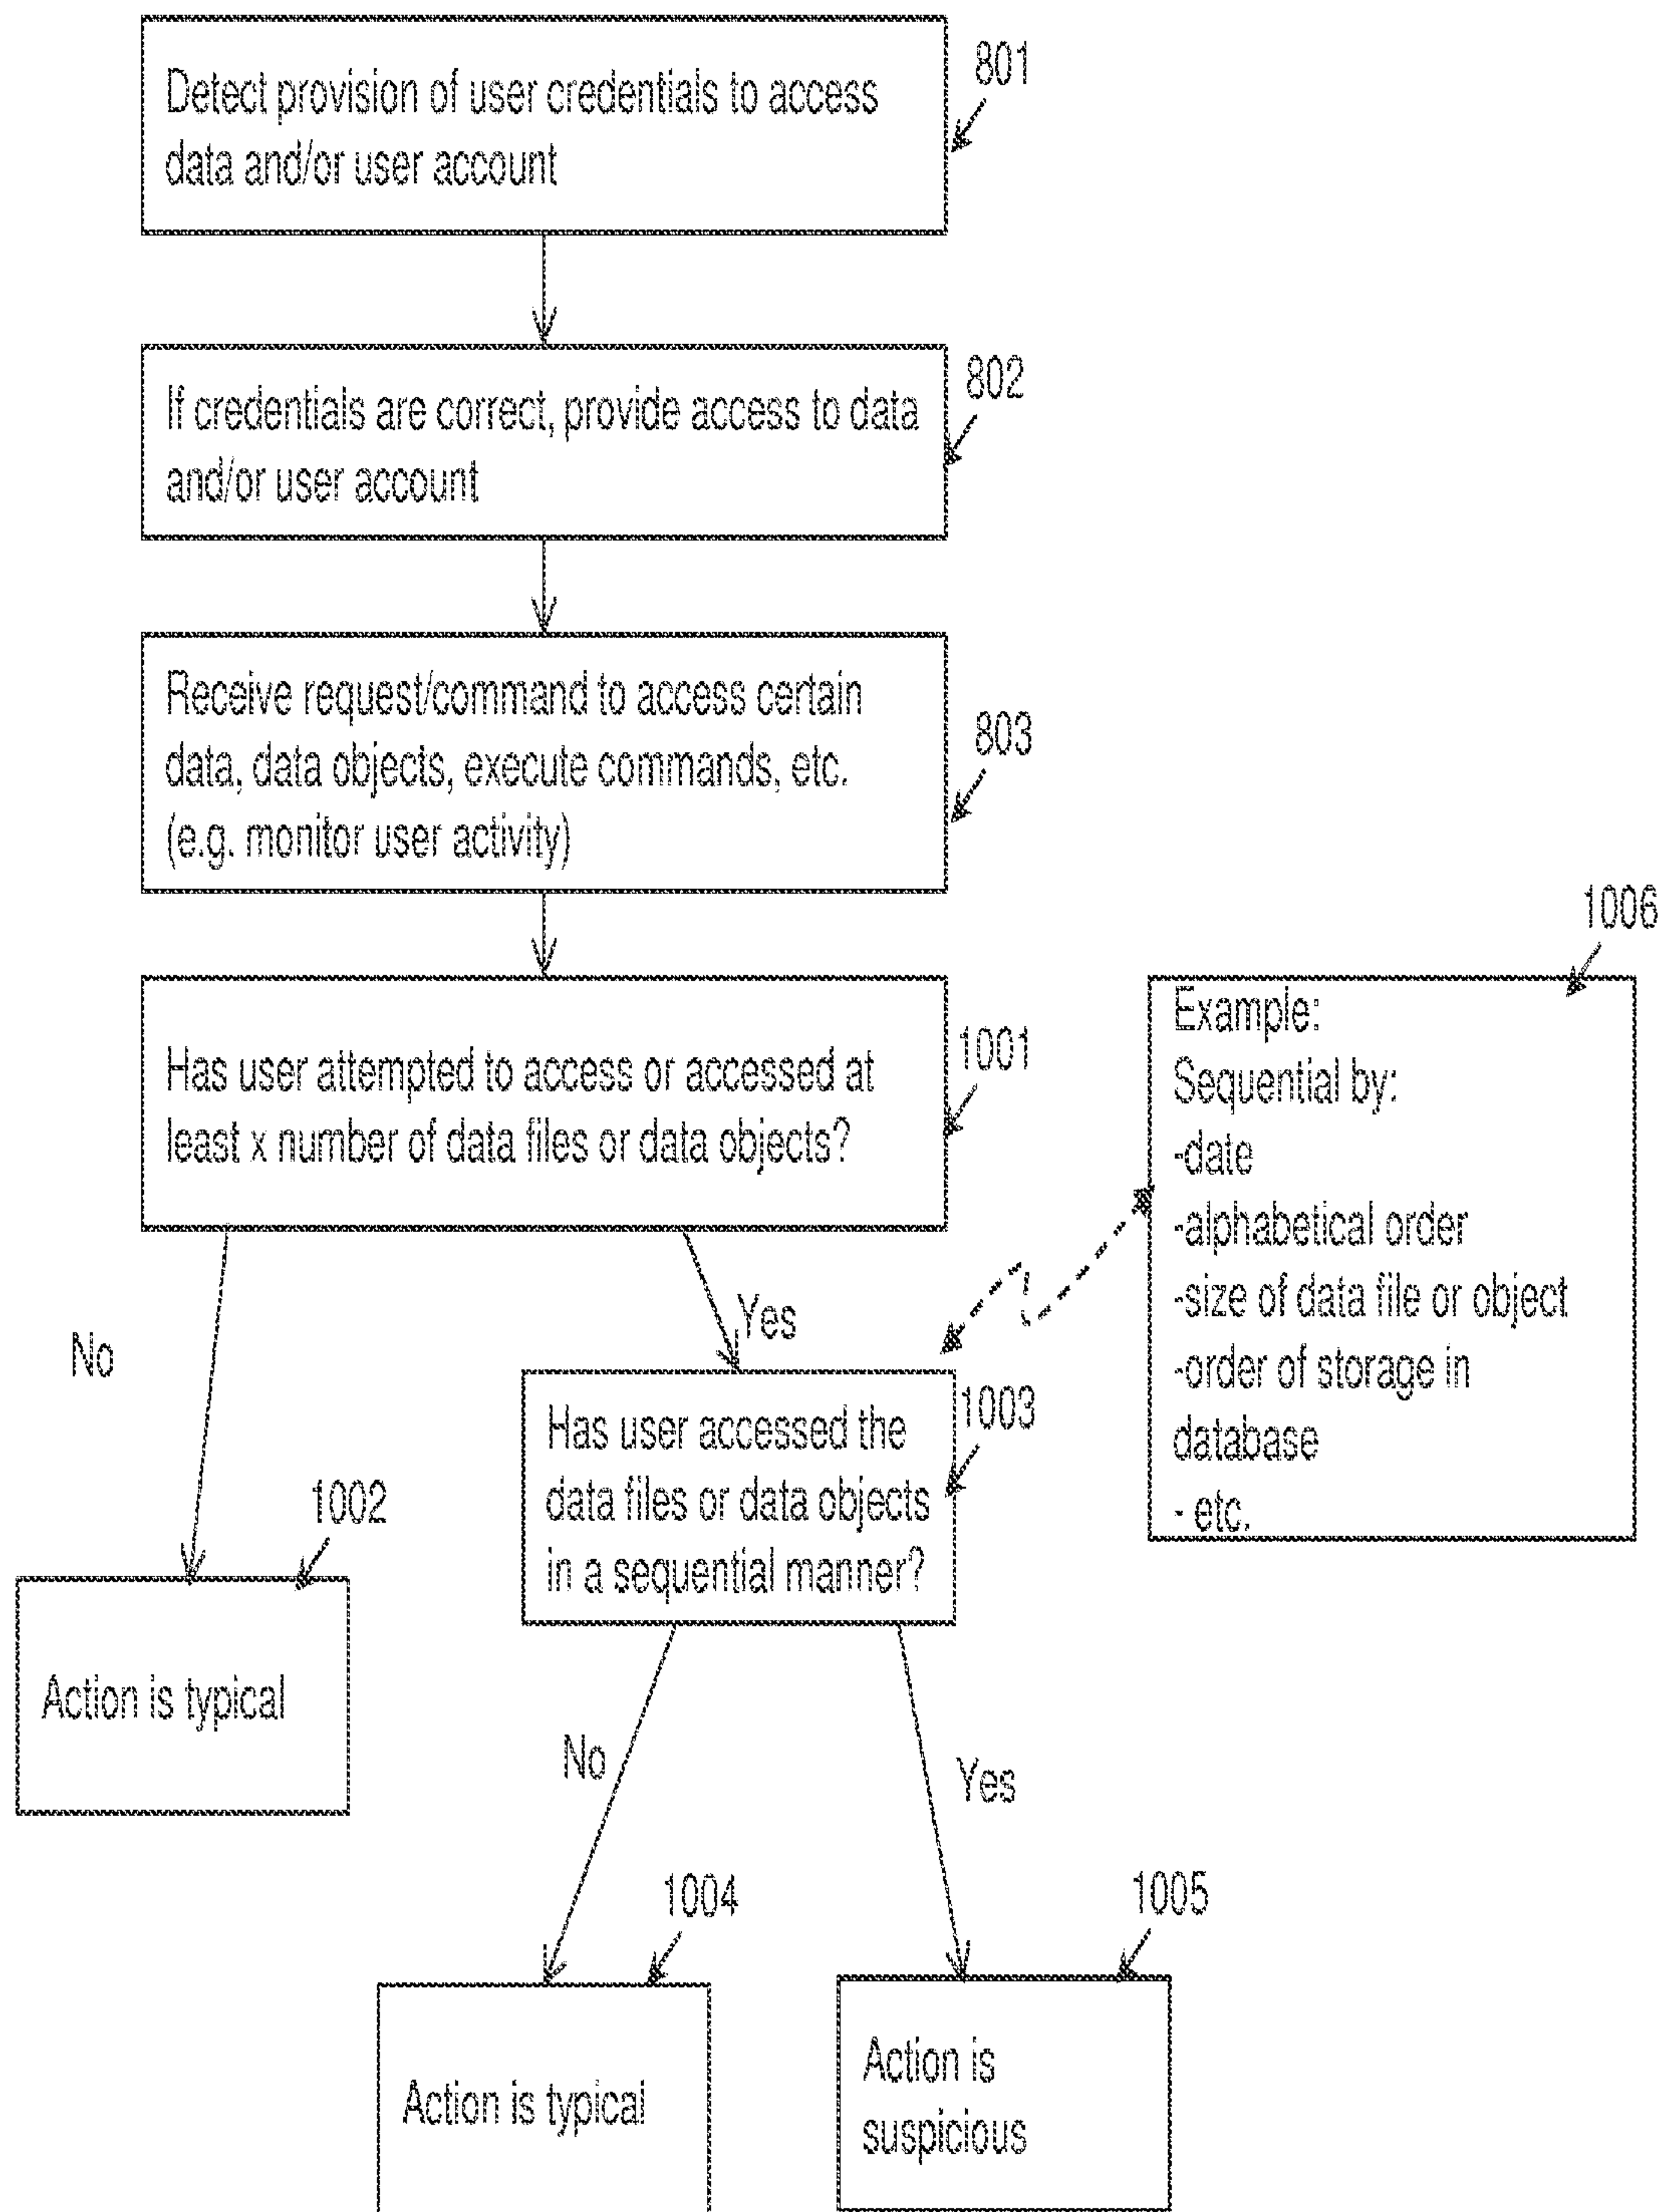 801
Detect provision of user credentials to access
data and/or user account
802
If credentials are correct, provide access to data
and/or user account
803
Receive request/command to access certain
data, data objects, execute commands, etc.
(e.g. monitor user activity)
1001
Has user attempted to access or accessed at
least x number of data files or data objects?
1006
Example:
Sequential by:
-date
-alphabetical order
-size of data file or object
-order of storage in
database
- etc.
No
Yes
1003
Has user accessed the
data files or data objects
in a sequential manner?
1002
Action is typical
No
Yes
1004
Action is typical
1005
Action is
suspicious